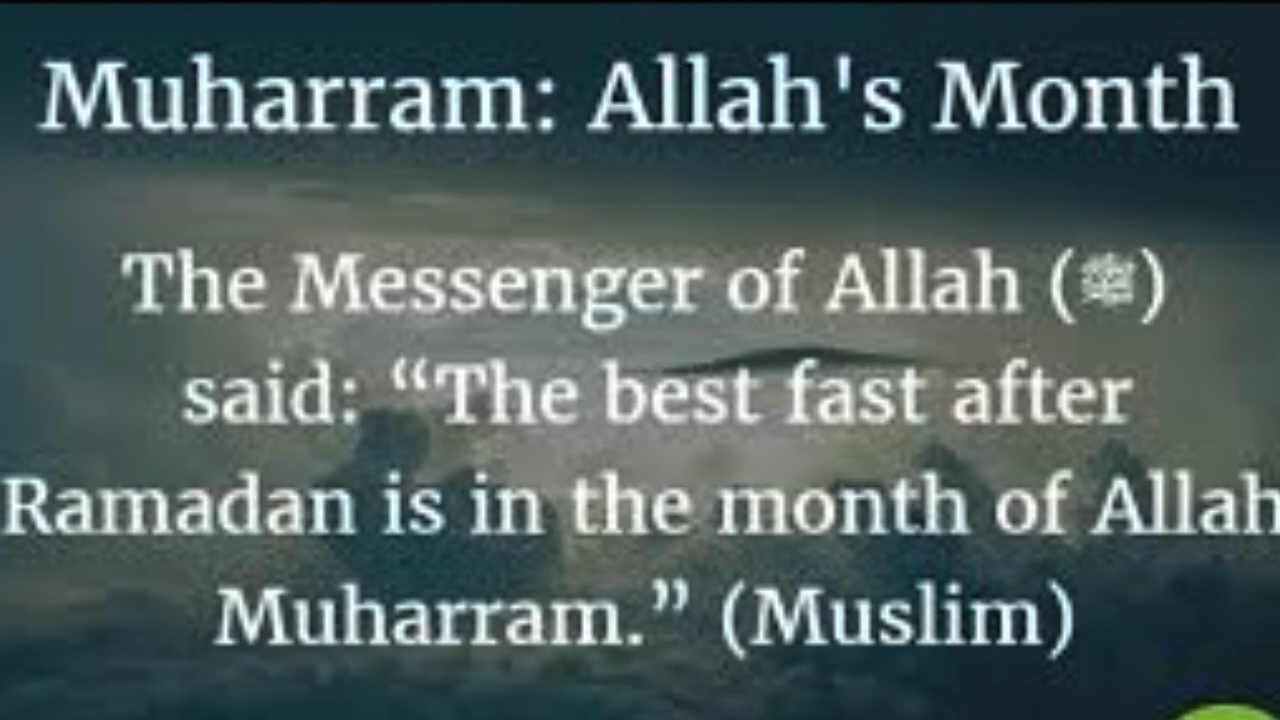 Muharram: Allah's Month
The Messenger of Allah (ﷺ)
said: “The best fast after
Ramadan is in the month of Allah
Muharram.” (Muslim)